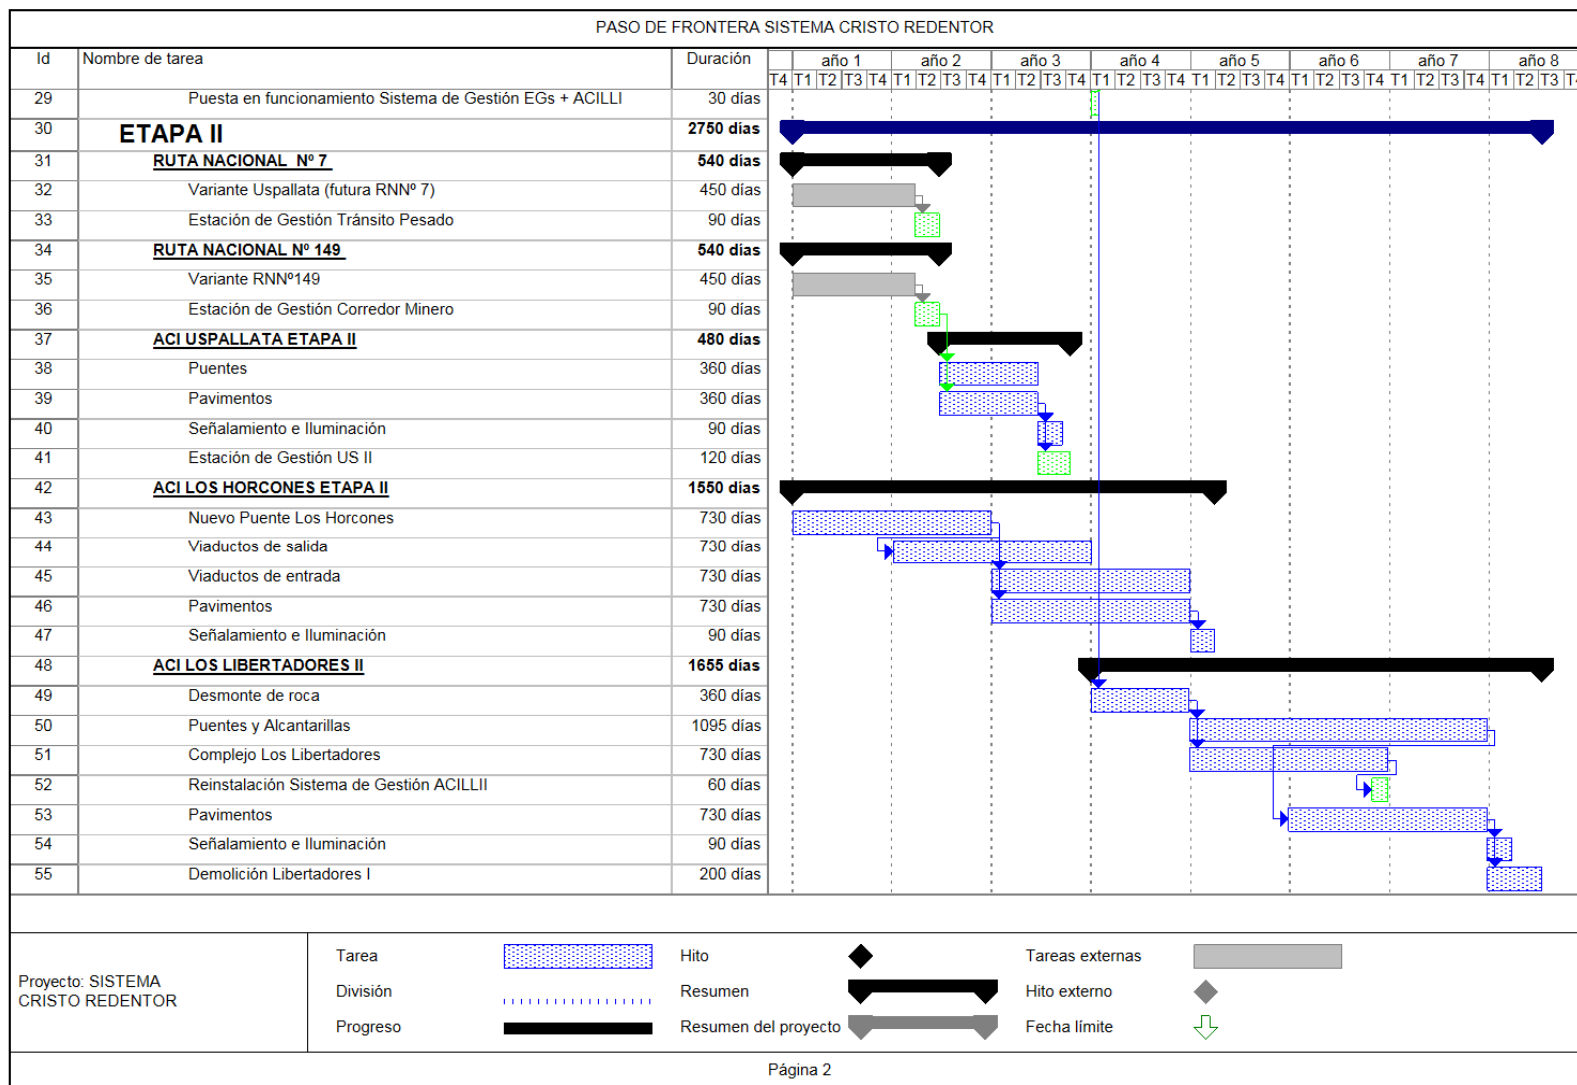 PASO DE FRONTERA SISTEMA CRISTO REDENTOR
Id Nombre de tarea Duración año 1 año 2 año 3 año 4 año 5 año 6 año 7 año 8
T4 T1 T2 T3 T4 T1 T2 T3 T4 T1 T2 T3 T4 T1 T2 T3 T4 T1 T2 T3 T4 T1 T2 T3 T4 T1 T2 T3 T4 T1 T2 T3 T4
29 Puesta en funcionamiento Sistema de Gestión EGs + ACILLI 30 días
30 ETAPA II 2750 días
31 RUTA NACIONAL Nº 7 540 días
32 Variante Uspallata (futura RNNº 7) 450 días
33 Estación de Gestión Tránsito Pesado 90 días
34 RUTA NACIONAL Nº 149 540 días
35 Variante RNNº149 450 días
36 Estación de Gestión Corredor Minero 90 días
37 ACI USPALLATA ETAPA II 480 días
38 Puentes 360 días
39 Pavimentos 360 días
40 Señalamiento e Iluminación 90 días
41 Estación de Gestión US II 120 días
42 ACI LOS HORCONES ETAPA II 1550 días
43 Nuevo Puente Los Horcones 730 días
44 Viaductos de salida 730 días
45 Viaductos de entrada 730 días
46 Pavimentos 730 días
47 Señalamiento e Iluminación 90 días
48 ACI LOS LIBERTADORES II 1655 días
49 Desmonte de roca 360 días
50 Puentes y Alcantarillas 1095 días
51 Complejo Los Libertadores 730 días
52 Reinstalación Sistema de Gestión ACILLII 60 días
53 Pavimentos 730 días
54 Señalamiento e Iluminación 90 días
55 Demolición Libertadores I 200 días
Proyecto: SISTEMA
CRISTO REDENTOR
Tarea Hito Tareas externas
División Resumen Hito externo
Progreso Resumen del proyecto Fecha límite
Página 2